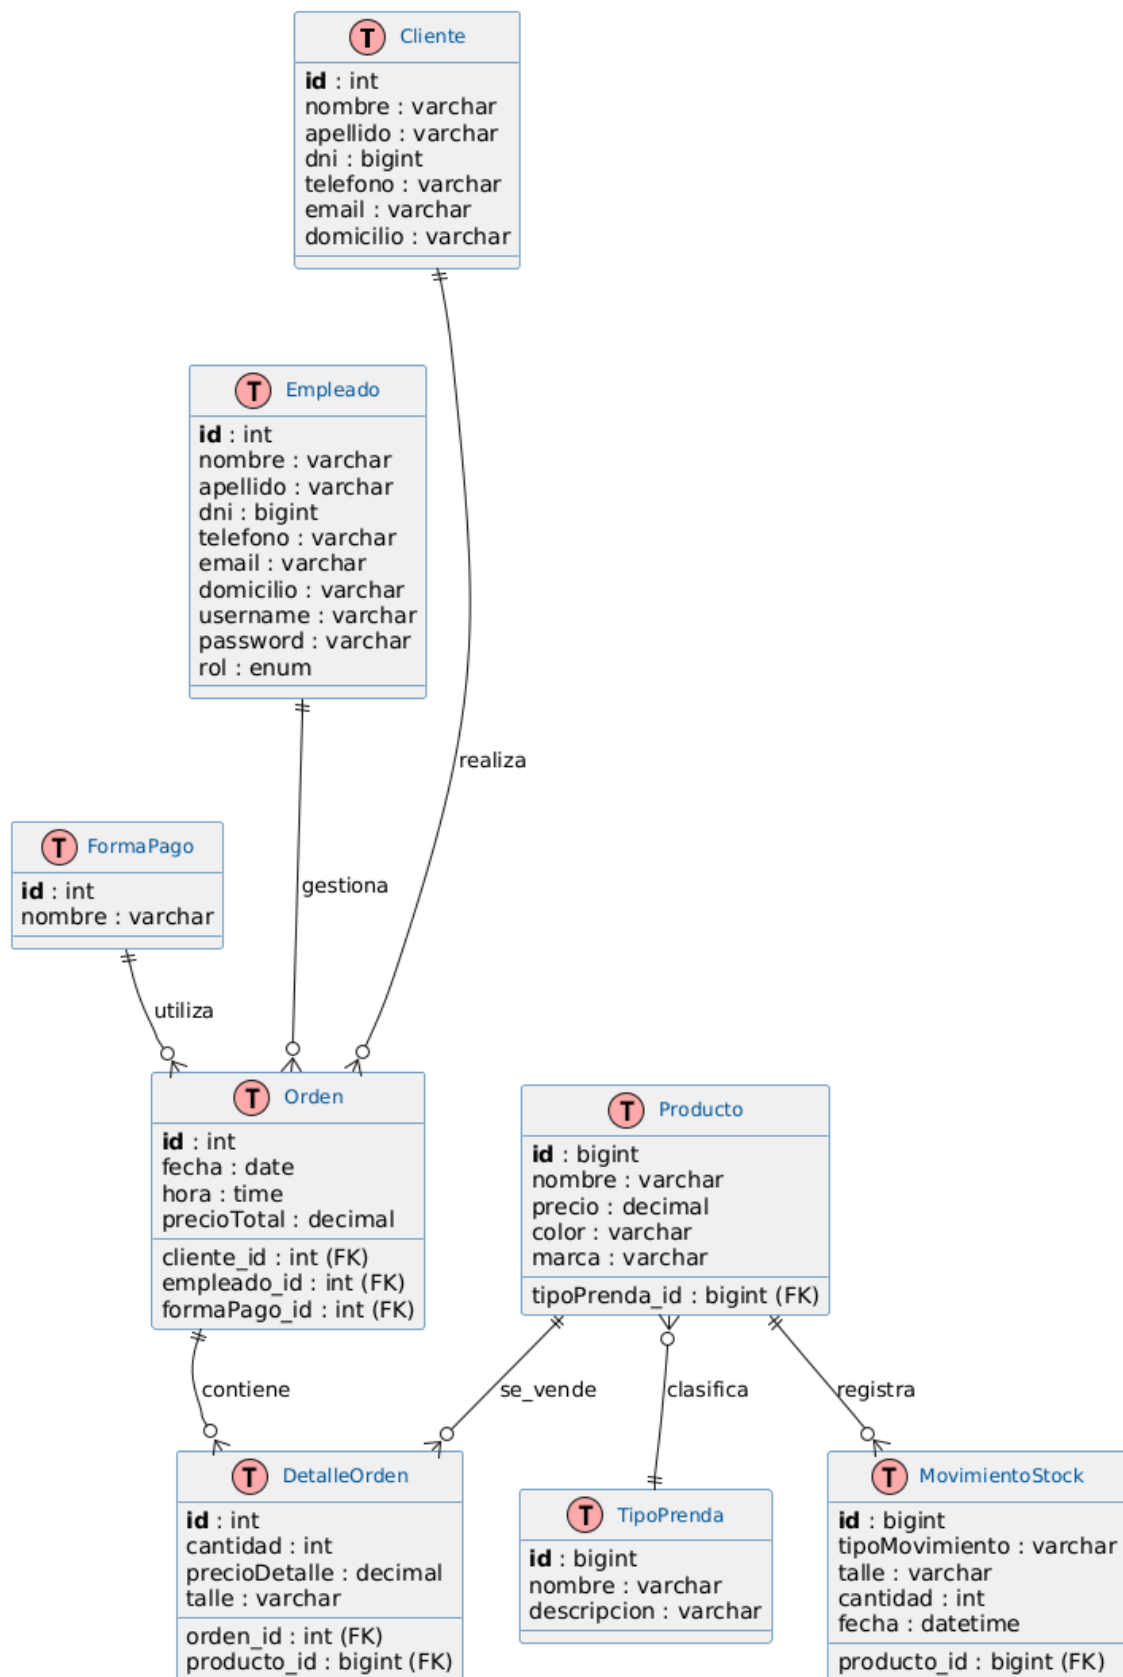 T Cliente
id : int
nombre : varchar
apellido : varchar
dni : bigint
telefono : varchar
email : varchar
domicilio : varchar
T Empleado
id : int
nombre : varchar
apellido : varchar
dni : bigint
telefono : varchar
email : varchar
domicilio : varchar
username : varchar
password : varchar
rol : enum
realiza
T FormaPago
id : int
nombre : varchar
gestiona
utiliza
T Orden
id : int
fecha : date
hora : time
precioTotal : decimal
cliente_id : int (FK)
empleado_id : int (FK)
formaPago_id : int (FK)
T Producto
id : bigint
nombre : varchar
precio : decimal
color : varchar
marca : varchar
tipoPrenda_id : bigint (FK)
contiene
se_vende
clasifica
registra
T DetalleOrden
id : int
cantidad : int
precioDetalle : decimal
talle : varchar
orden_id : int (FK)
producto_id : bigint (FK)
T TipoPrenda
id : bigint
nombre : varchar
descripcion : varchar
T MovimientoStock
id : bigint
tipoMovimiento : varchar
talle : varchar
cantidad : int
fecha : datetime
producto_id : bigint (FK)